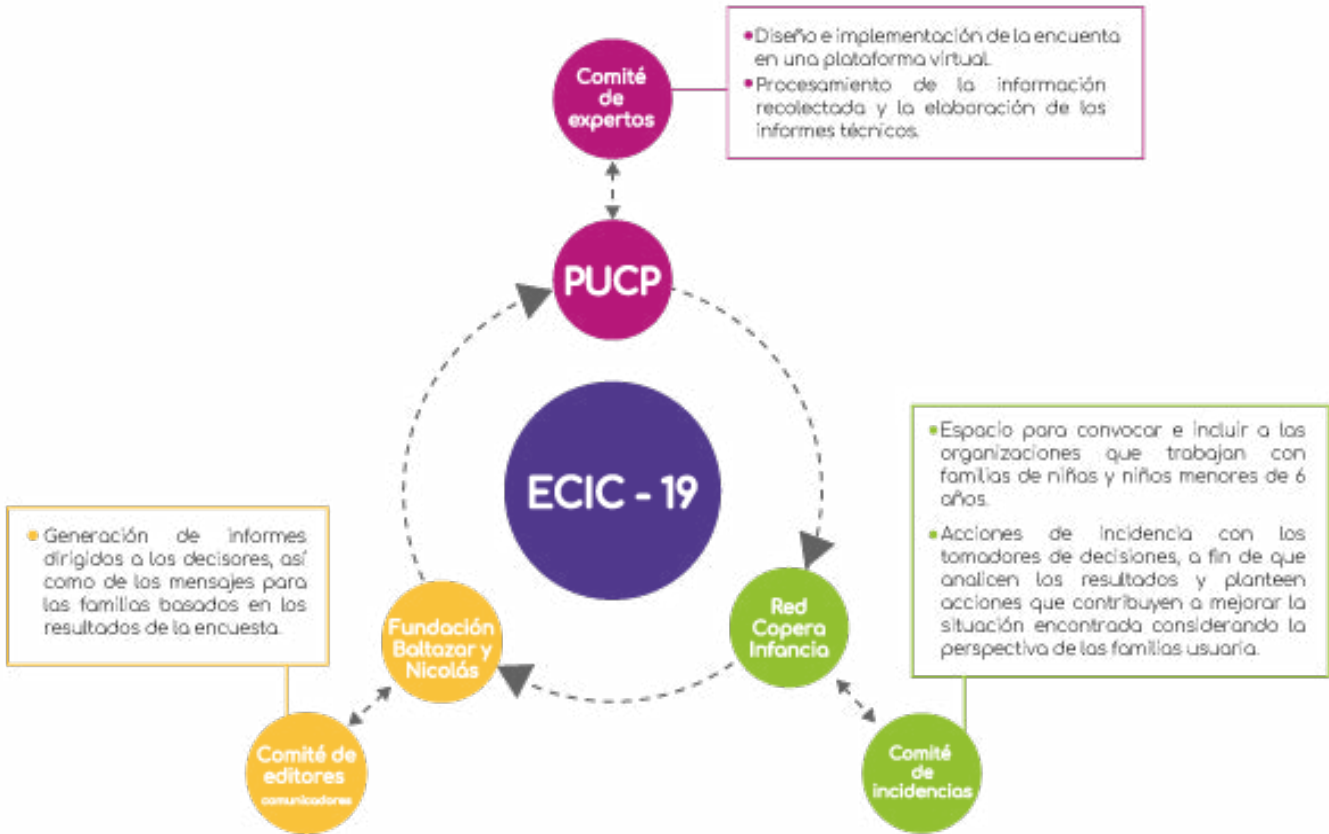 Comité
de
expertos
•Diseño e implementación de la encuenta
en una plataforma virtual.
•Procesamiento de la información
recolectada y la elaboración de los
informes técnicos.
PUCP
ECIC - 19
•Espacio para convocar e incluir a las
organizaciones que trabajan con
familias de niñas y niños menores de 6
años.
•Acciones de incidencia con los
tomadores de decisiones, a fin de que
analicen los resultados y planteen
acciones que contribuyen a mejorar la
situación encontrada considerando la
perspectiva de las familias usuaria.
•Generación de informes
dirigidos a los decisores, así
como de los mensajes para
las familias basados en los
resultados de la encuesta.
Fundación
Baltazar y
Nicolás
Red
Copera
Infancia
Comité de
editores
comunicadores
Comité
de
incidencias